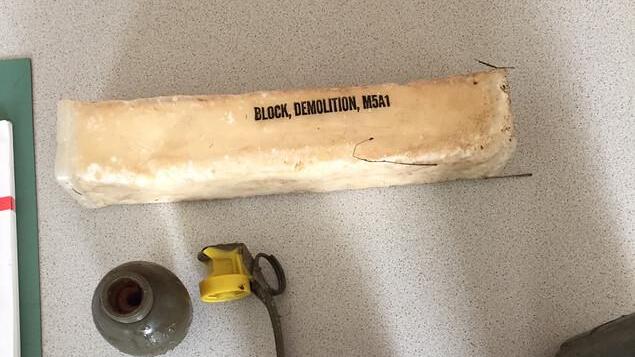 BLOCK, DEMOLITION, M5A1